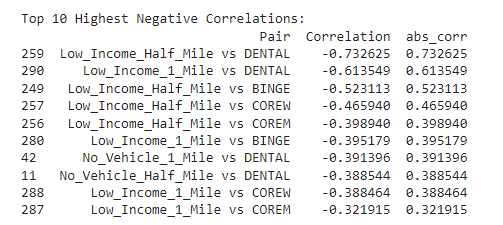 Top 10 Highest Negative Correlations:
Pair Correlation abs_corr
259 Low_Income_Half_Mile vs DENTAL -0.732625 0.732625
290 Low_Income_1_Mile vs DENTAL -0.613549 0.613549
249 Low_Income_Half_Mile vs BINGE -0.523113 0.523113
257 Low_Income_Half_Mile vs COREW -0.465940 0.465940
256 Low_Income_Half_Mile vs COREM -0.398940 0.398940
280 Low_Income_1_Mile vs BINGE -0.395179 0.395179
42 No_Vehicle_1_Mile vs DENTAL -0.391396 0.391396
11 No_Vehicle_Half_Mile vs DENTAL -0.388544 0.388544
288 Low_Income_1_Mile vs COREW -0.388464 0.388464
287 Low_Income_1_Mile vs COREM -0.321915 0.321915